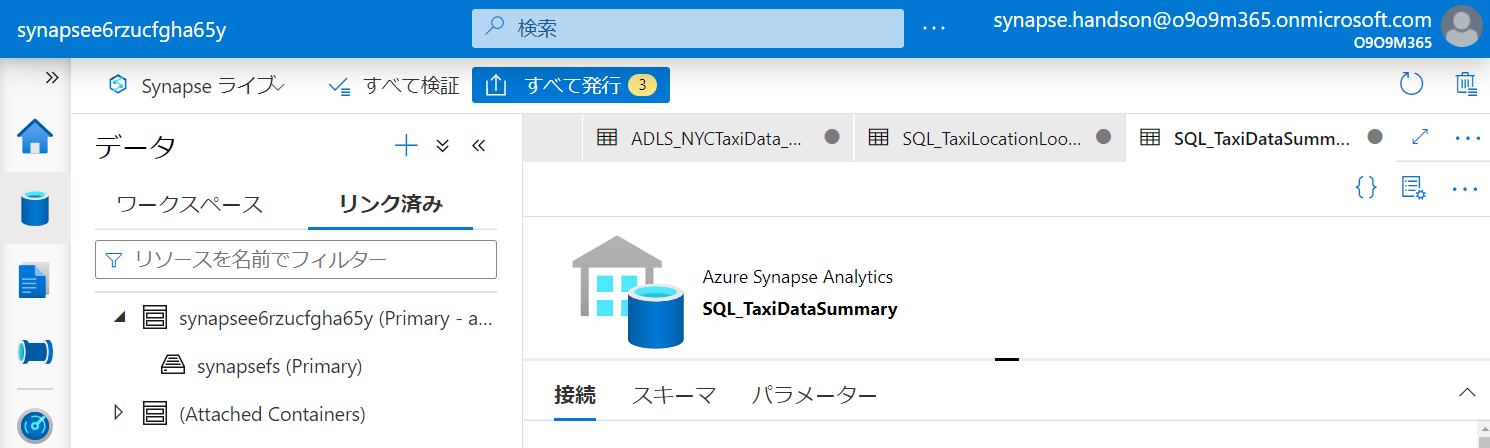 synapsee6rzucfgha65y
検索
synapse.handson@o9o9m365.onmicrosoft.com
O9O9M365
Synapse ライブ
すべて検証
すべて発行 3
データ
ワークスペース
リンク済み
リソースを名前でフィルター
synapsee6rzucfgha65y (Primary - a...
synapsefs (Primary)
(Attached Containers)
ADLS_NYCTaxiData_...
SQL_TaxiLocationLoo...
SQL_TaxiDataSumm...
{}
Azure Synapse Analytics
SQL_TaxiDataSummary
接続
スキーマ
パラメーター